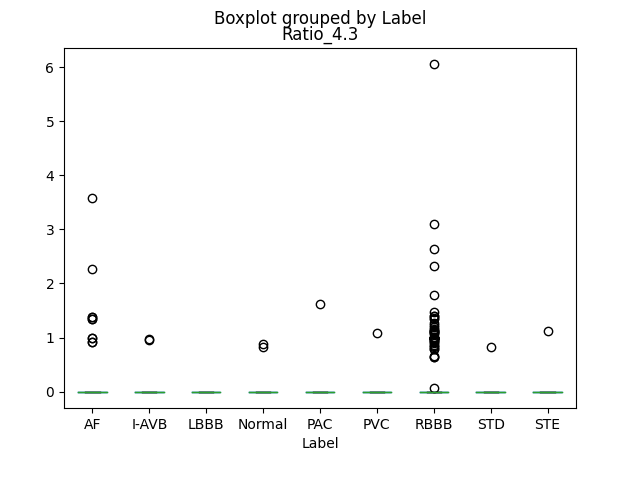 Boxplot grouped by Label
Ratio_4.3
6
5
4
3
2
1
0
AF I-AVB LBBB Normal PAC PVC RBBB STD STE
Label